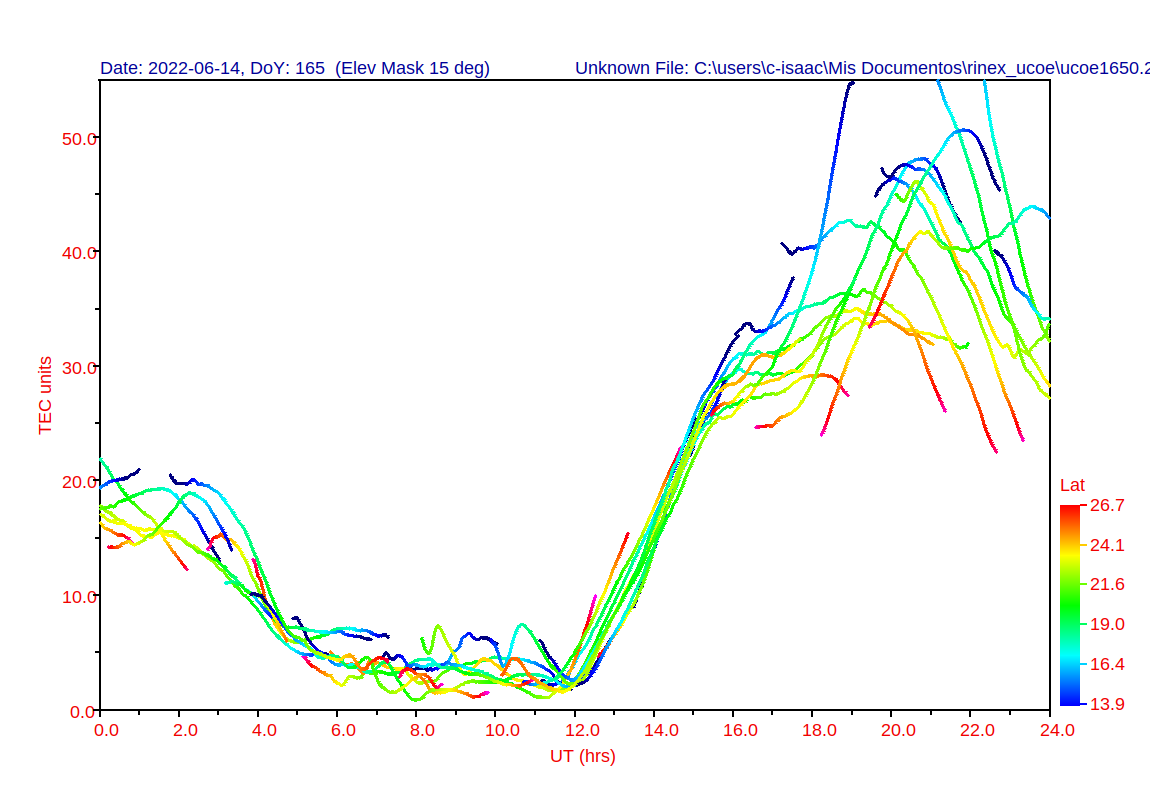 Date: 2022-06-14, DoY: 165 (Elev Mask 15 deg) Unknown File: C:\users\c-isaac\Mis Documentos\rinex_ucoe\ucoe1650.2
50.0
40.0
30.0
20.0
10.0
0.0
TEC units
0.0 2.0 4.0 6.0 8.0 10.0 12.0 14.0 16.0 18.0 20.0 22.0 24.0
UT (hrs)
Lat
26.7
24.1
21.6
19.0
16.4
13.9